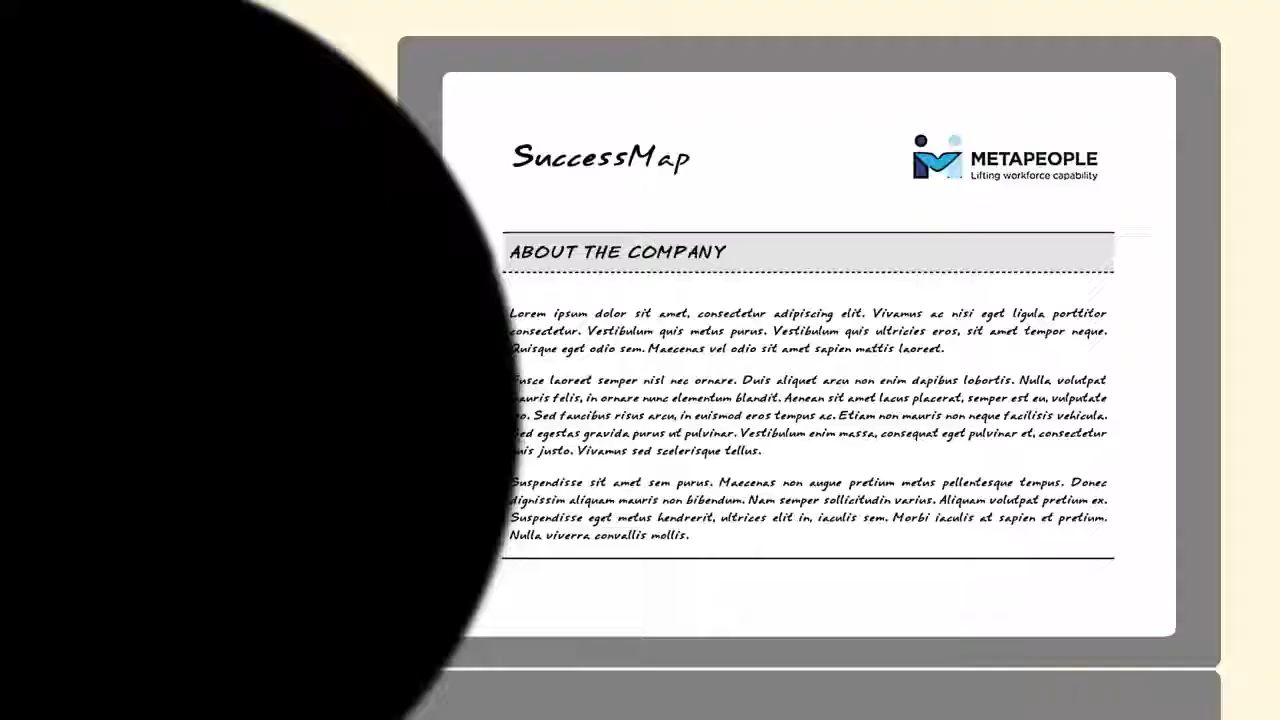 SuccessMap
METAPEOPLE
Lifting workforce capability
ABOUT THE COMPANY
Lorem ipsum dolor sit amet, consectetur adipiscing elit. Vivamus ac nisi eget ligula porttitor
consectetur. Vestibulum quis metus purus. Vestibulum quis ultricies eros, sit amet tempor neque.
Quisque eget odio sem. Maecenas vel odio sit amet sapien mattis laoreet.
laoreet semper nisl nec ornare. Duis aliquet arcu non enim dapibus lobortis. Nulla volutpat
felis, in ornare nunc elementum blandit. Aenean sit amet lacus placerat, semper est eu, vulputate
Sed faucibus risus arcu, in euismod eros tempus ac. Etiam non mauris non neque facilisis vehicula.
egestas gravida purus ut pulvinar. Vestibulum enim massa, consequat eget pulvinar et, consectetur
justo. Vivamus sed scelerisque tellus.
Suspendisse sit amet sem purus. Maecenas non augue pretium metus pellentesque tempus. Donec
dignissim aliquam mauris non bibendum. Nam semper sollicitudin varius. Aliquam volutpat pretium ex.
Suspendisse eget metus hendrerit, ultrices elit in, iaculis sem. Morbi iaculis at sapien et pretium.
Nulla viverra convallis mollis.